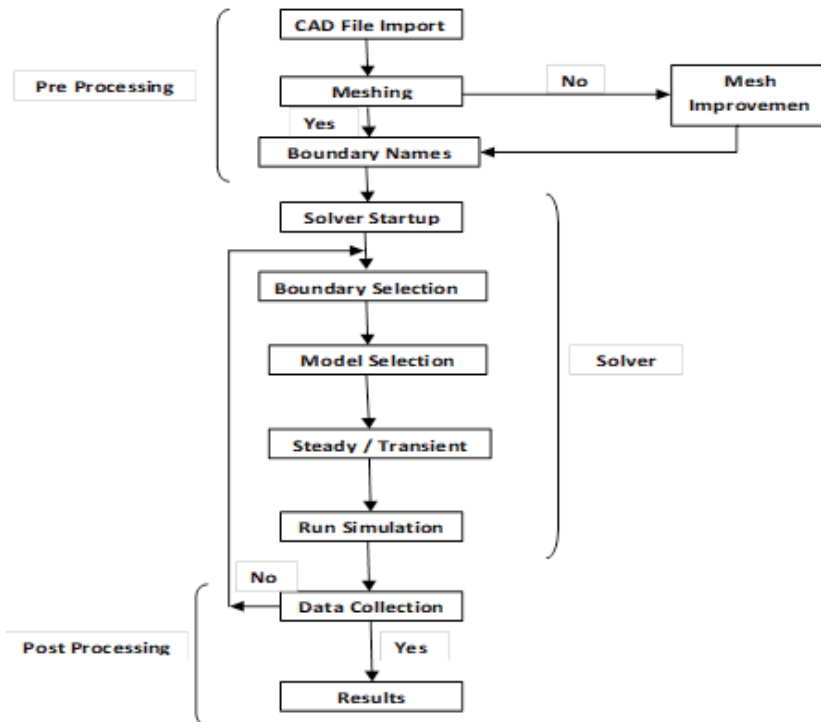 CAD File Import
Pre Processing
Meshing
No
Mesh
Improvemen
Yes
Boundary Names
Solver Startup
Boundary Selection
Model Selection
Solver
Steady / Transient
Run Simulation
No
Data Collection
Post Processing
Yes
Results